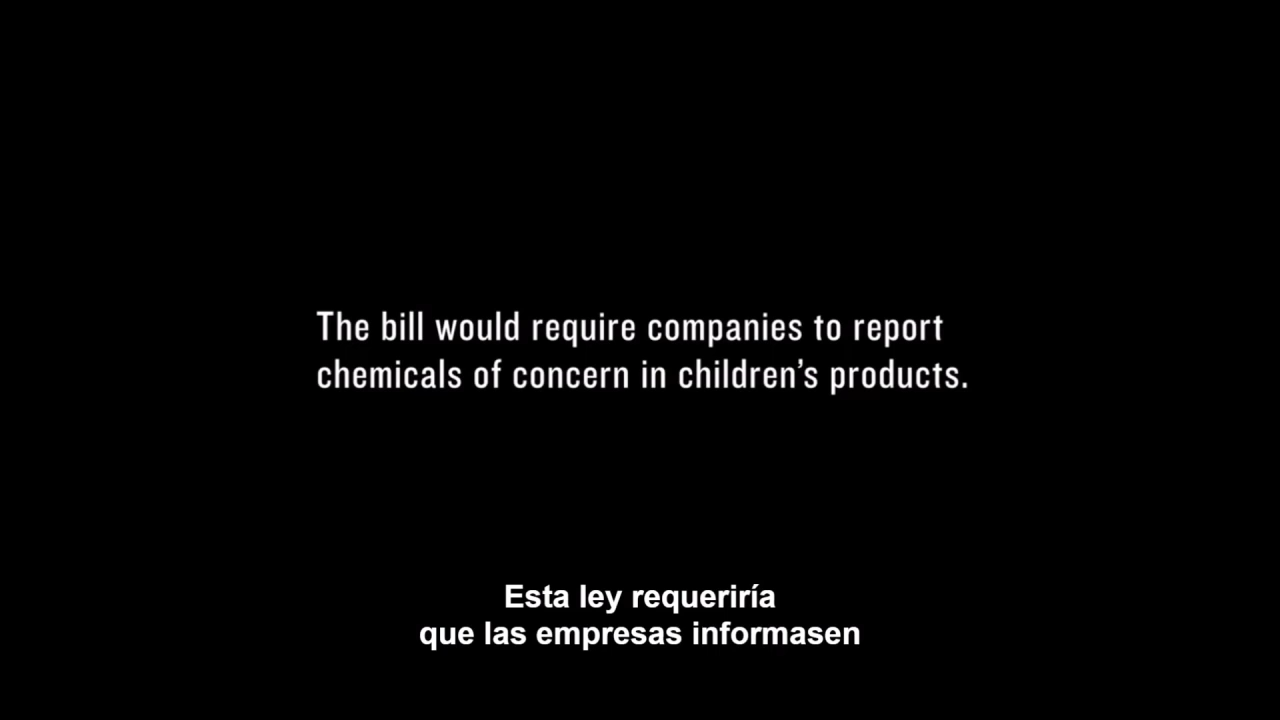 The bill would require companies to report
chemicals of concern in children’s products.
Esta ley requeriría
que las empresas informasen